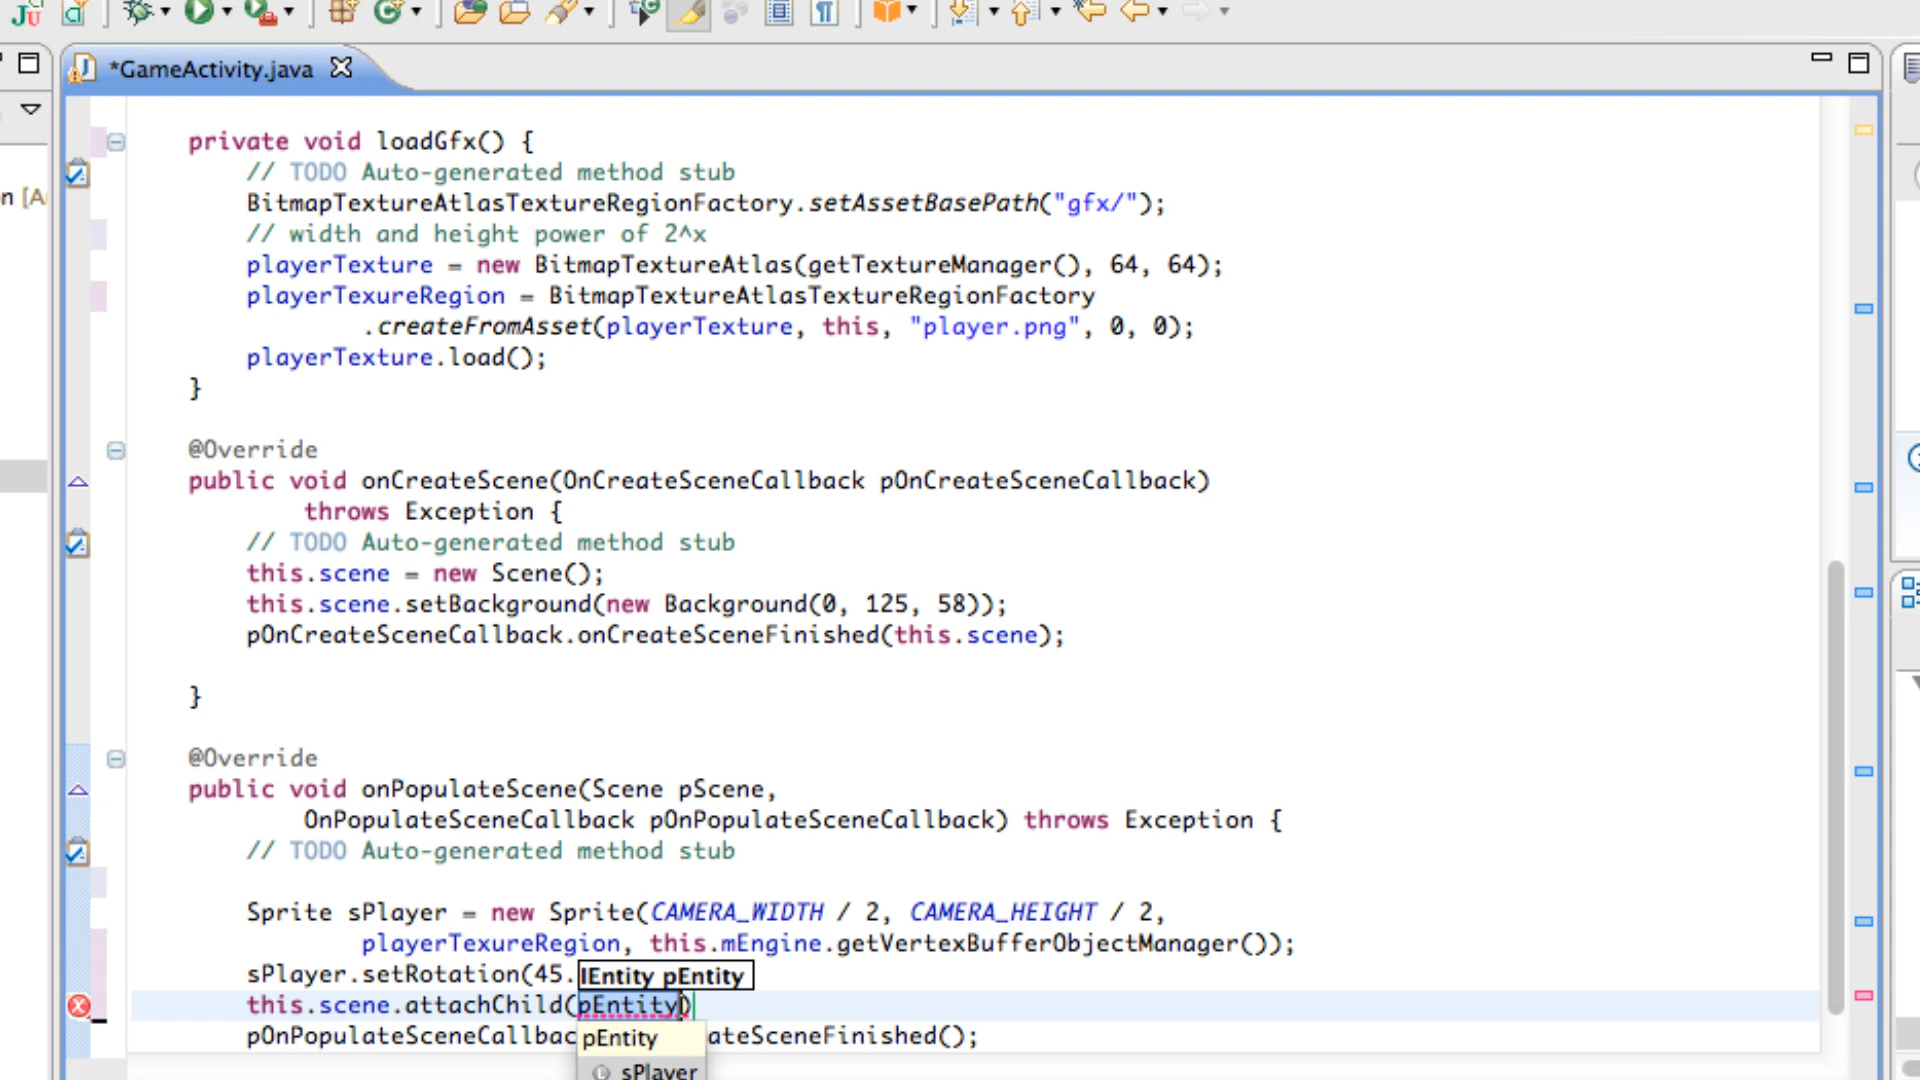 *GameActivity.java
n [A
private void loadGfx() {
// TODO Auto-generated method stub
BitmapTextureAtlasTextureRegionFactory.setAssetBasePath("gfx/");
// width and height power of 2^x
playerTexture = new BitmapTextureAtlas(getTextureManager(), 64, 64);
playerTexureRegion = BitmapTextureAtlasTextureRegionFactory
.createFromAsset(playerTexture, this, "player.png", 0, 0);
playerTexture.load();
}
@Override
public void onCreateScene(OnCreateSceneCallback pOnCreateSceneCallback)
throws Exception {
// TODO Auto-generated method stub
this.scene = new Scene();
this.scene.setBackground(new Background(0, 125, 58));
pOnCreateSceneCallback.onCreateSceneFinished(this.scene);
}
@Override
public void onPopulateScene(Scene pScene,
OnPopulateSceneCallback pOnPopulateSceneCallback) throws Exception {
// TODO Auto-generated method stub
Sprite sPlayer = new Sprite(CAMERA_WIDTH / 2, CAMERA_HEIGHT / 2,
playerTexureRegion, this.mEngine.getVertexBufferObjectManager());
sPlayer.setRotation(45. IEntity pEntity
this.scene.attachChild(pEntity)
pOnPopulateSceneCallbac pEntity ateSceneFinished();
sPlayer